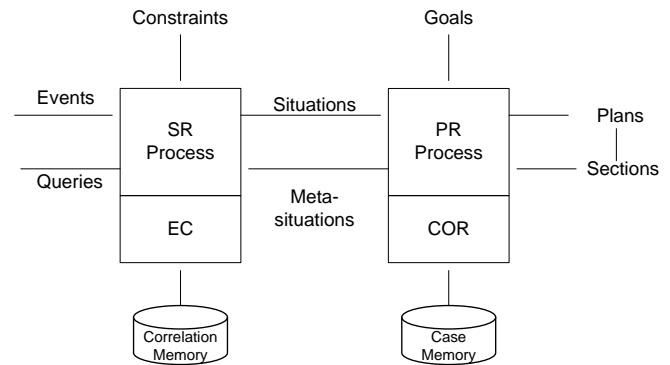 Constraints
Goals
Events
SR
Process
Situations
PR
Process
Plans
Queries
Meta-
situations
Sections
EC
COR
Correlation
Memory
Case
Memory